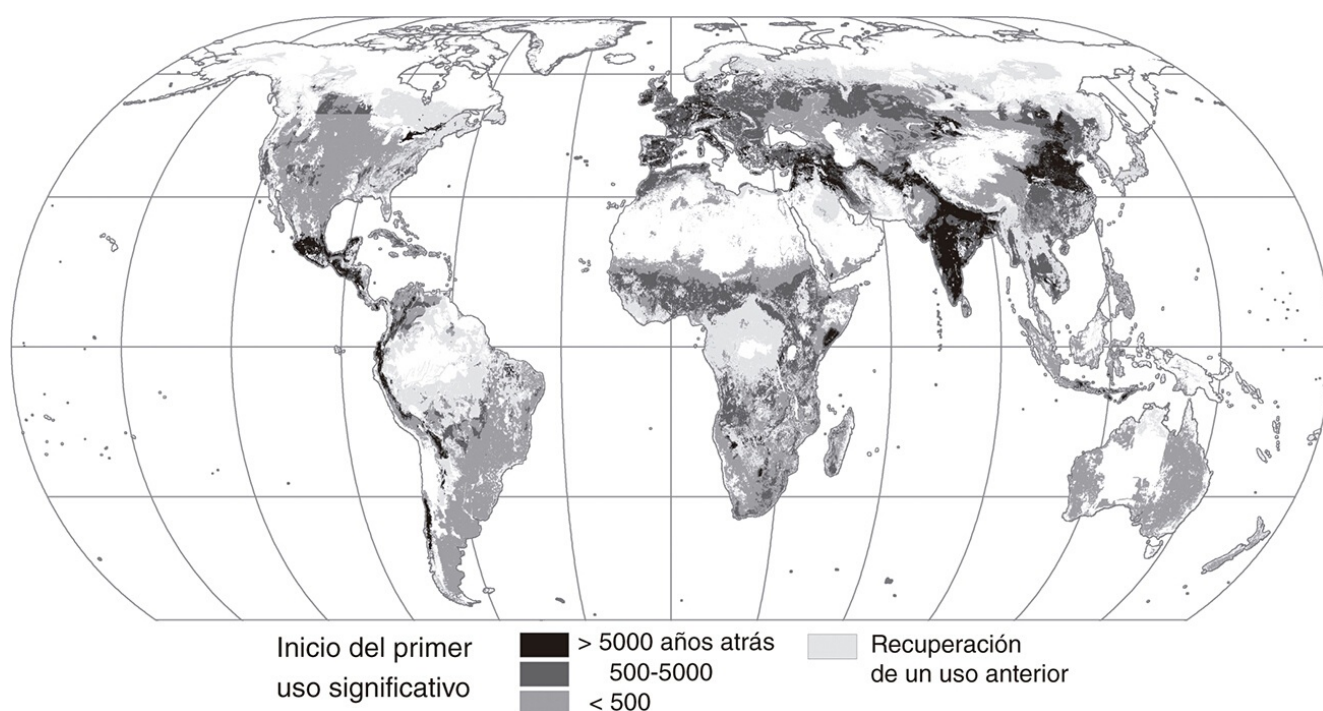 Inicio del primer
uso significativo
> 5000 años atrás
500-5000
< 500
Recuperación
de un uso anterior